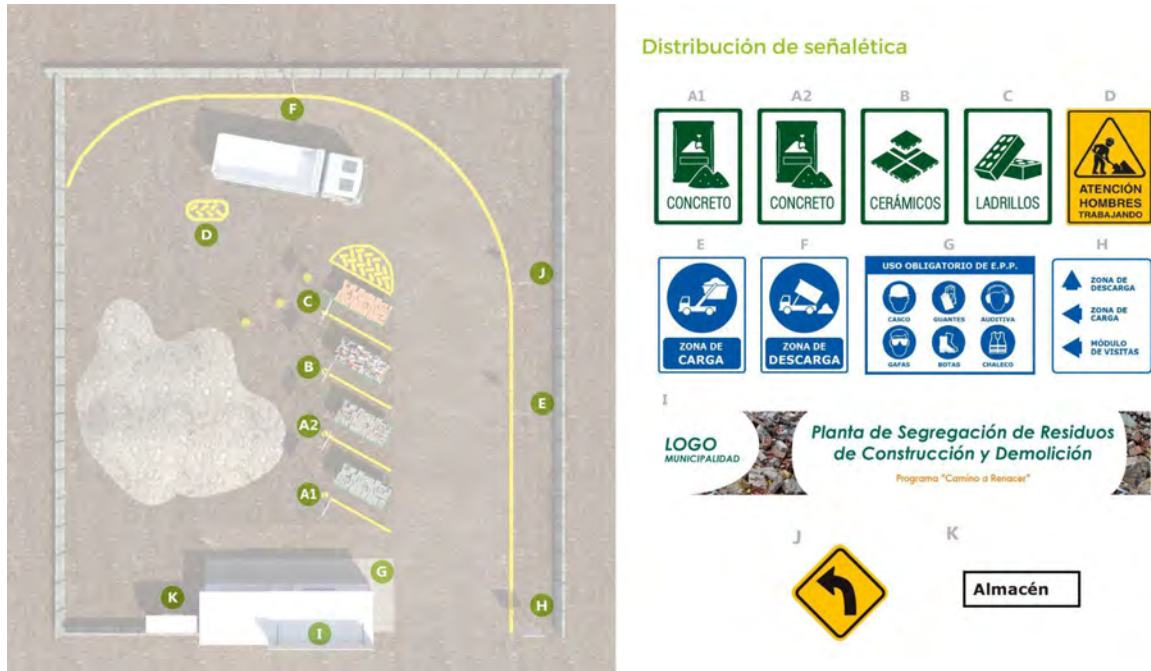 Distribución de señalética
A1
A2
B
C
D
CONCRETO
CONCRETO
CERÁMICOS
LADRILLOS
ATENCIÓN
HOMBRES
TRABAJANDO
E
F
G
H
ZONA DE
CARGA
ZONA DE
DESCARGA
USO OBLIGATORIO DE E.P.P.
CASCO
GUANTES
AUDITIVA
GAFAS
BOTAS
CHALECO
ZONA DE
DESCARGA
ZONA DE
CARGA
MÓDULO
DE VISITAS
I
LOGO
MUNICIPALIDAD
Planta de Segregación de Residuos
de Construcción y Demolición
Programa "Camino a Renacer"
J
K
Almacén
F
D
J
C
B
E
A2
A1
G
K
H
I